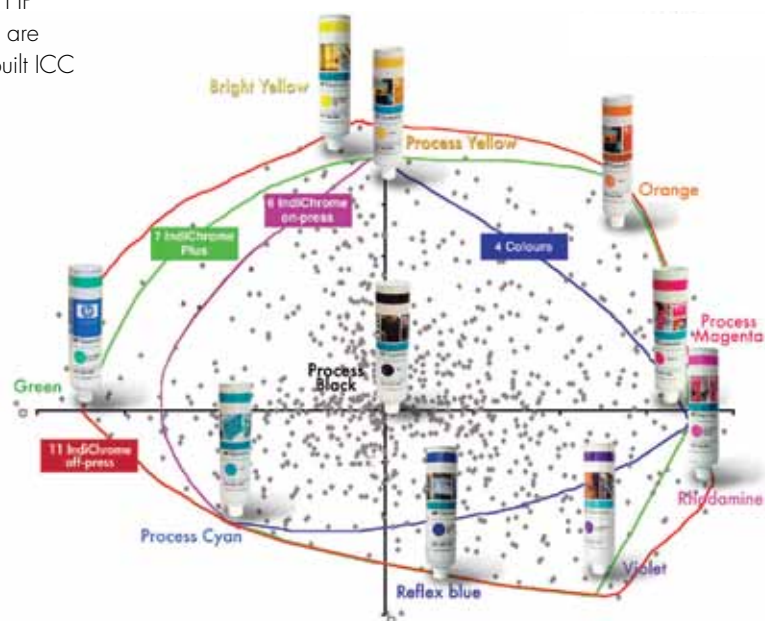 are
built ICC
Bright Yellow
Process Yellow
Orange
6 IndiChrome
on-press
7 IndiChrome
Plus
4 Colours
Process
Magenta
Process
Black
Green
11 IndiChrome
off-press
Rhodamine
Process Cyan
Violet
Reflex blue